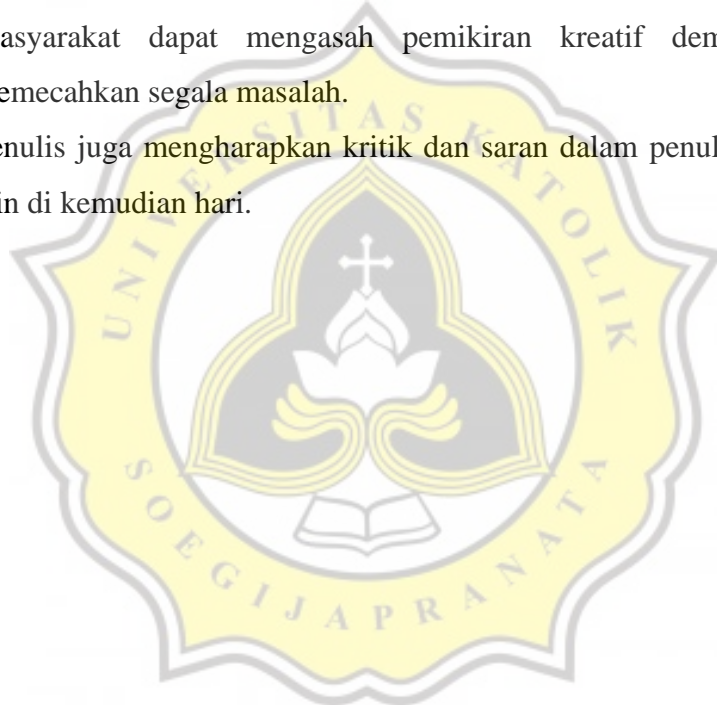 asyarakat dapat mengasah pemikiran kreatif dem
emecahkan segala masalah.
enulis juga mengharapkan kritik dan saran dalam penul
in di kemudian hari.
UNIVERSITAS KATOLIK
SOEGIJAPRANATA